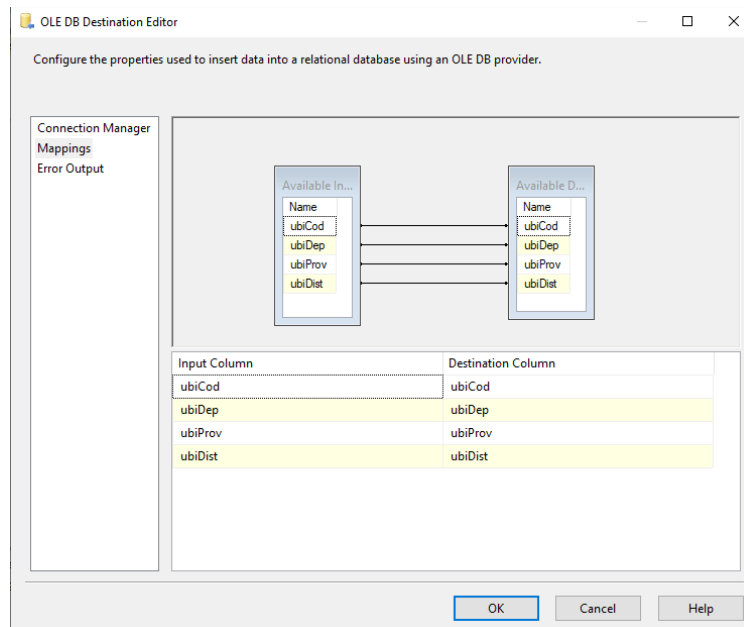 OLE DB Destination Editor
Configure the properties used to insert data into a relational database using an OLE DB provider.
Connection Manager
Mappings
Error Output
Available In...
Name
ubiCod
ubiDep
ubiProv
ubiDist
Available D...
Name
ubiCod
ubiDep
ubiProv
ubiDist
Input Column Destination Column
ubiCod ubiCod
ubiDep ubiDep
ubiProv ubiProv
ubiDist ubiDist
OK Cancel Help